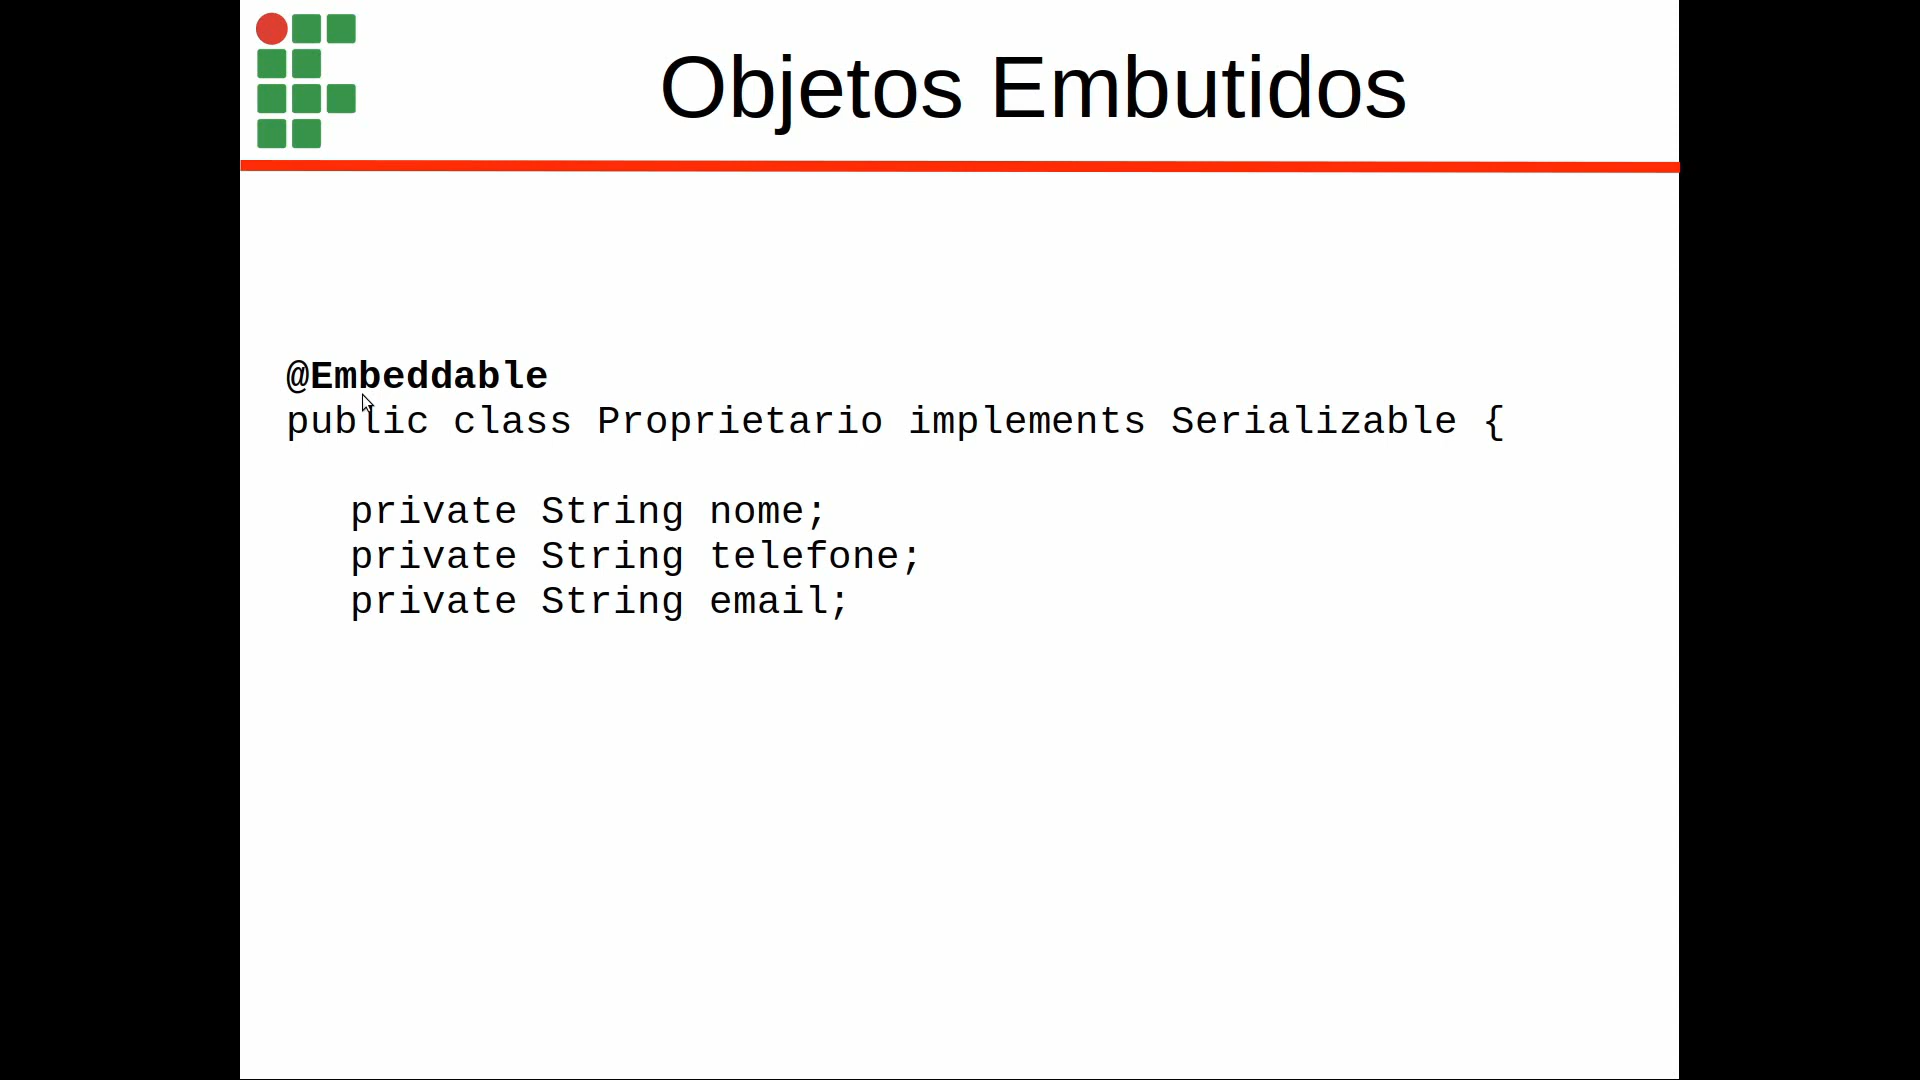 Objetos Embutidos
@Embeddable
public class Proprietario implements Serializable {
private String nome;
private String telefone;
private String email;